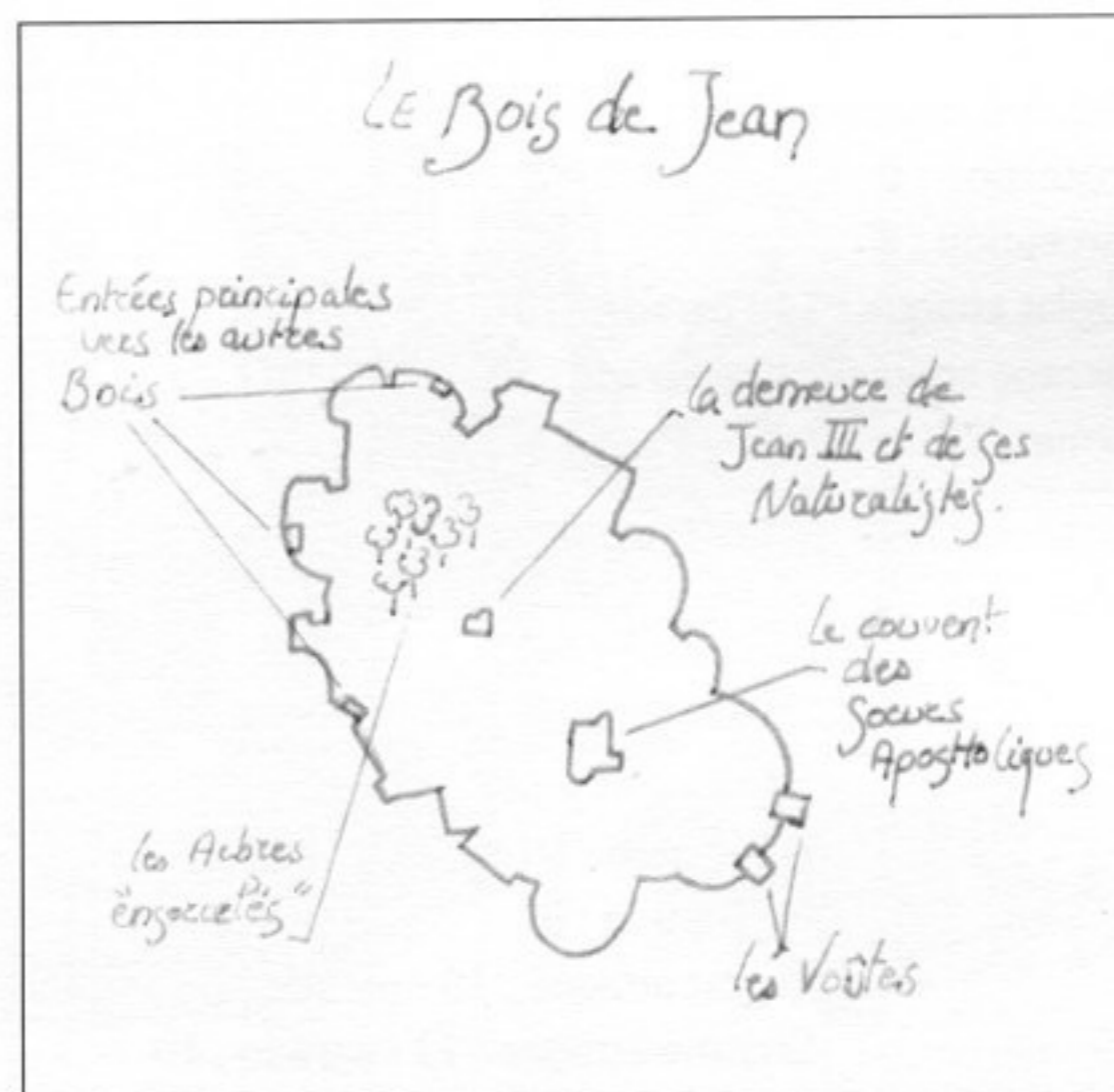 LE Bois de Jean
Entrées principales
vers les autres
Bois
la demeure de
Jean III et de ses
Naturalistes.
Le couvent
des
Soeurs
Apostholiques
les Arbres
"ensorcelés"
les Voûtes